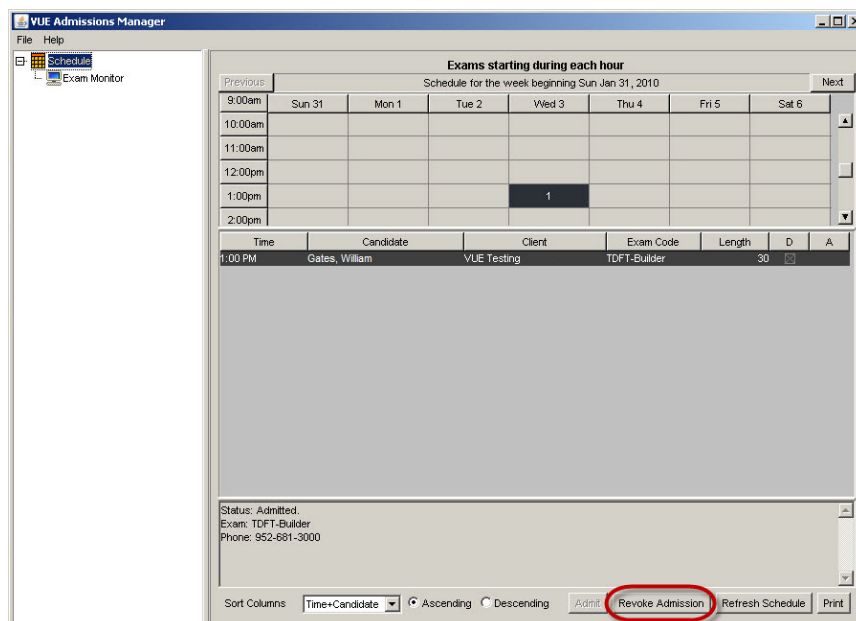 VUE Admissions Manager
File Help
Schedule
Exam Monitor
Exams starting during each hour
Previous Schedule for the week beginning Sun Jan 31, 2010 Next
9:00am Sun 31 Mon 1 Tue 2 Wed 3 Thu 4 Fri 5 Sat 6
10:00am
11:00am
12:00pm
1:00pm 1
2:00pm
Time Candidate Client Exam Code Length D A
1:00 PM Gates, William VUE Testing TDFT-Builder 30
Status: Admitted.
Exam: TDFT-Builder
Phone: 952-681-3000
Sort Columns Time+Candidate Ascending Descending Admit Revoke Admission Refresh Schedule Print